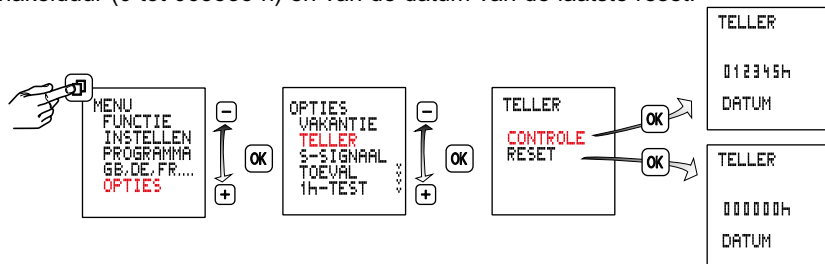 (0 tot 999999 h) en van de datum van de laatste reset.
MENU
FUNCTIE
INSTELLEN
PROGRAMMA
GB,DE,FR....
OPTIES
−
OK
+
OPTIES
VAKANTIE
TELLER
S-SIGNAAL
TOEVAL
1h-TEST
−
OK
+
TELLER
CONTROLE
RESET
OK
OK
TELLER
012345h
DATUM
TELLER
000000h
DATUM